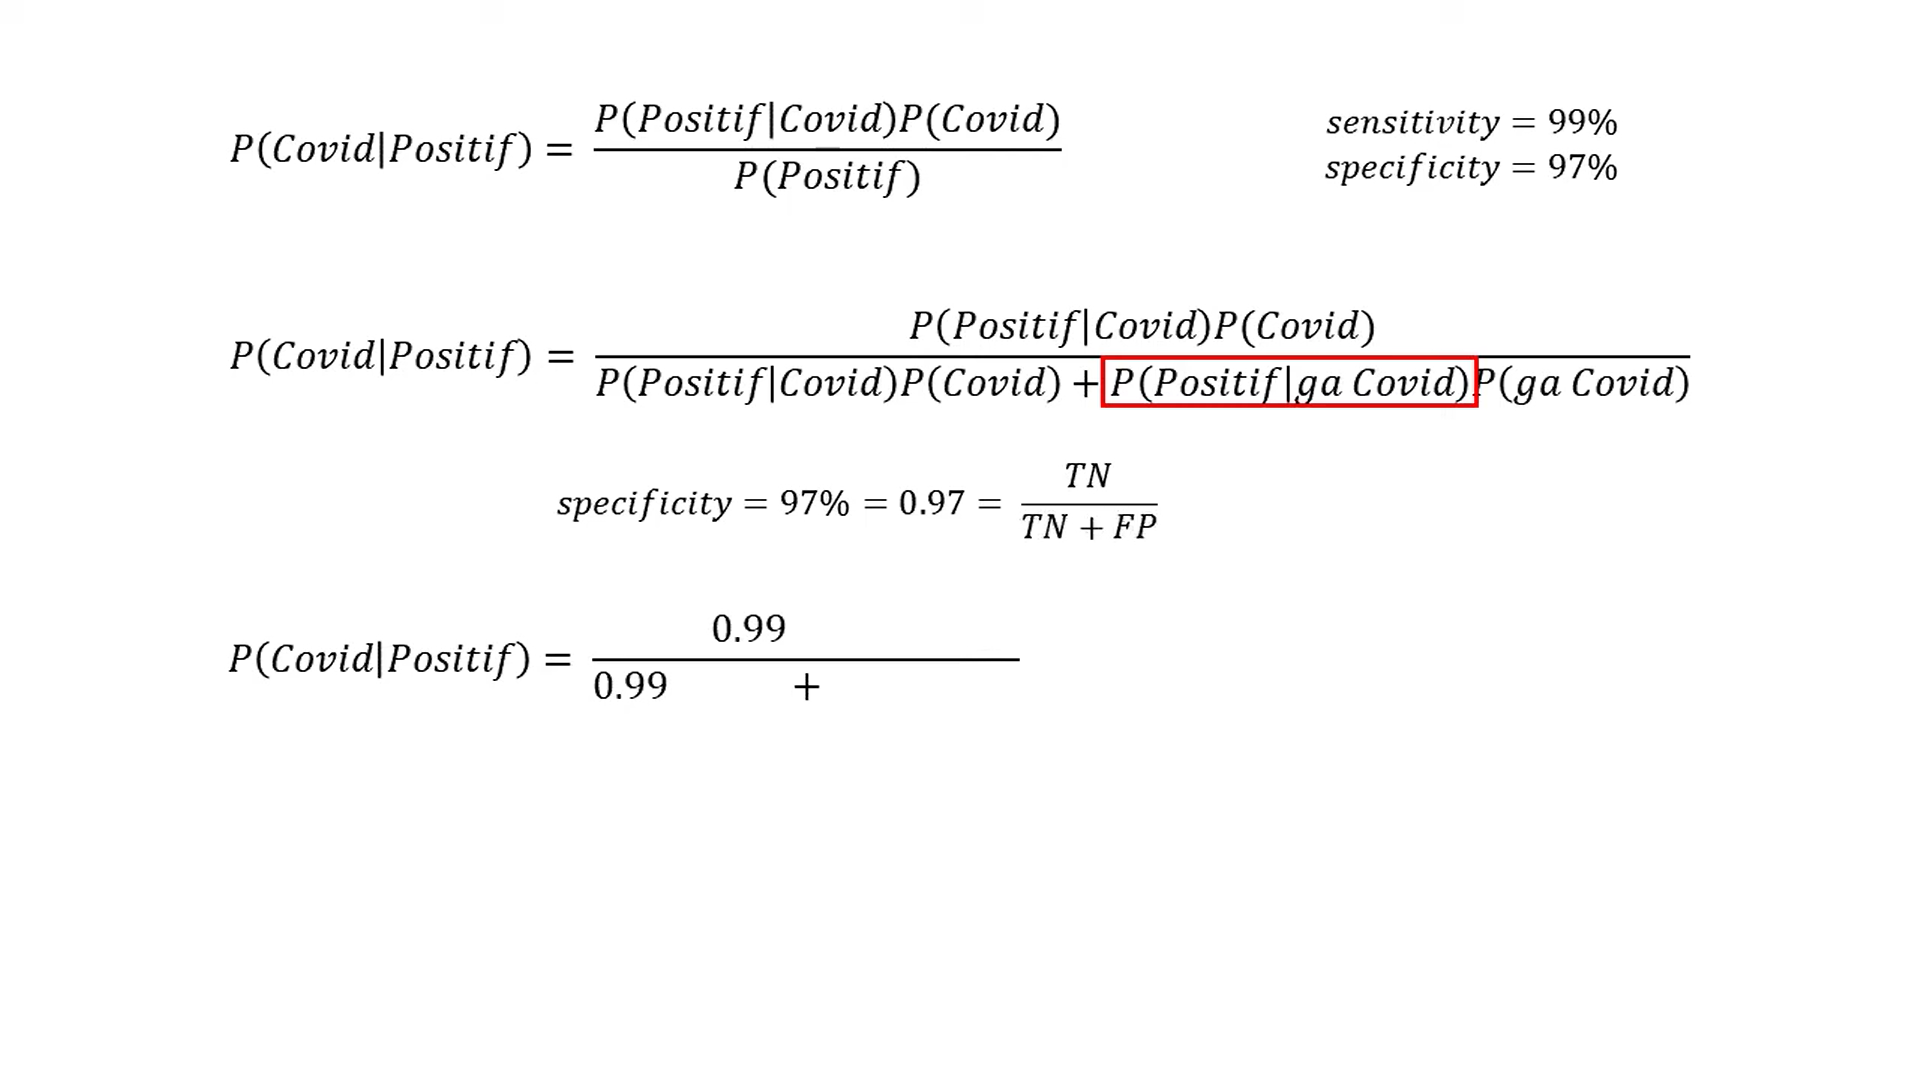 P(Covid|Positif) = P(Positif|Covid)P(Covid) / P(Positif)
sensitivity = 99%
specificity = 97%
P(Covid|Positif) = P(Positif|Covid)P(Covid) / P(Positif|Covid)P(Covid) + P(Positif|ga Covid)P(ga Covid)
specificity = 97% = 0.97 = TN / TN + FP
P(Covid|Positif) = 0.99 / 0.99 +